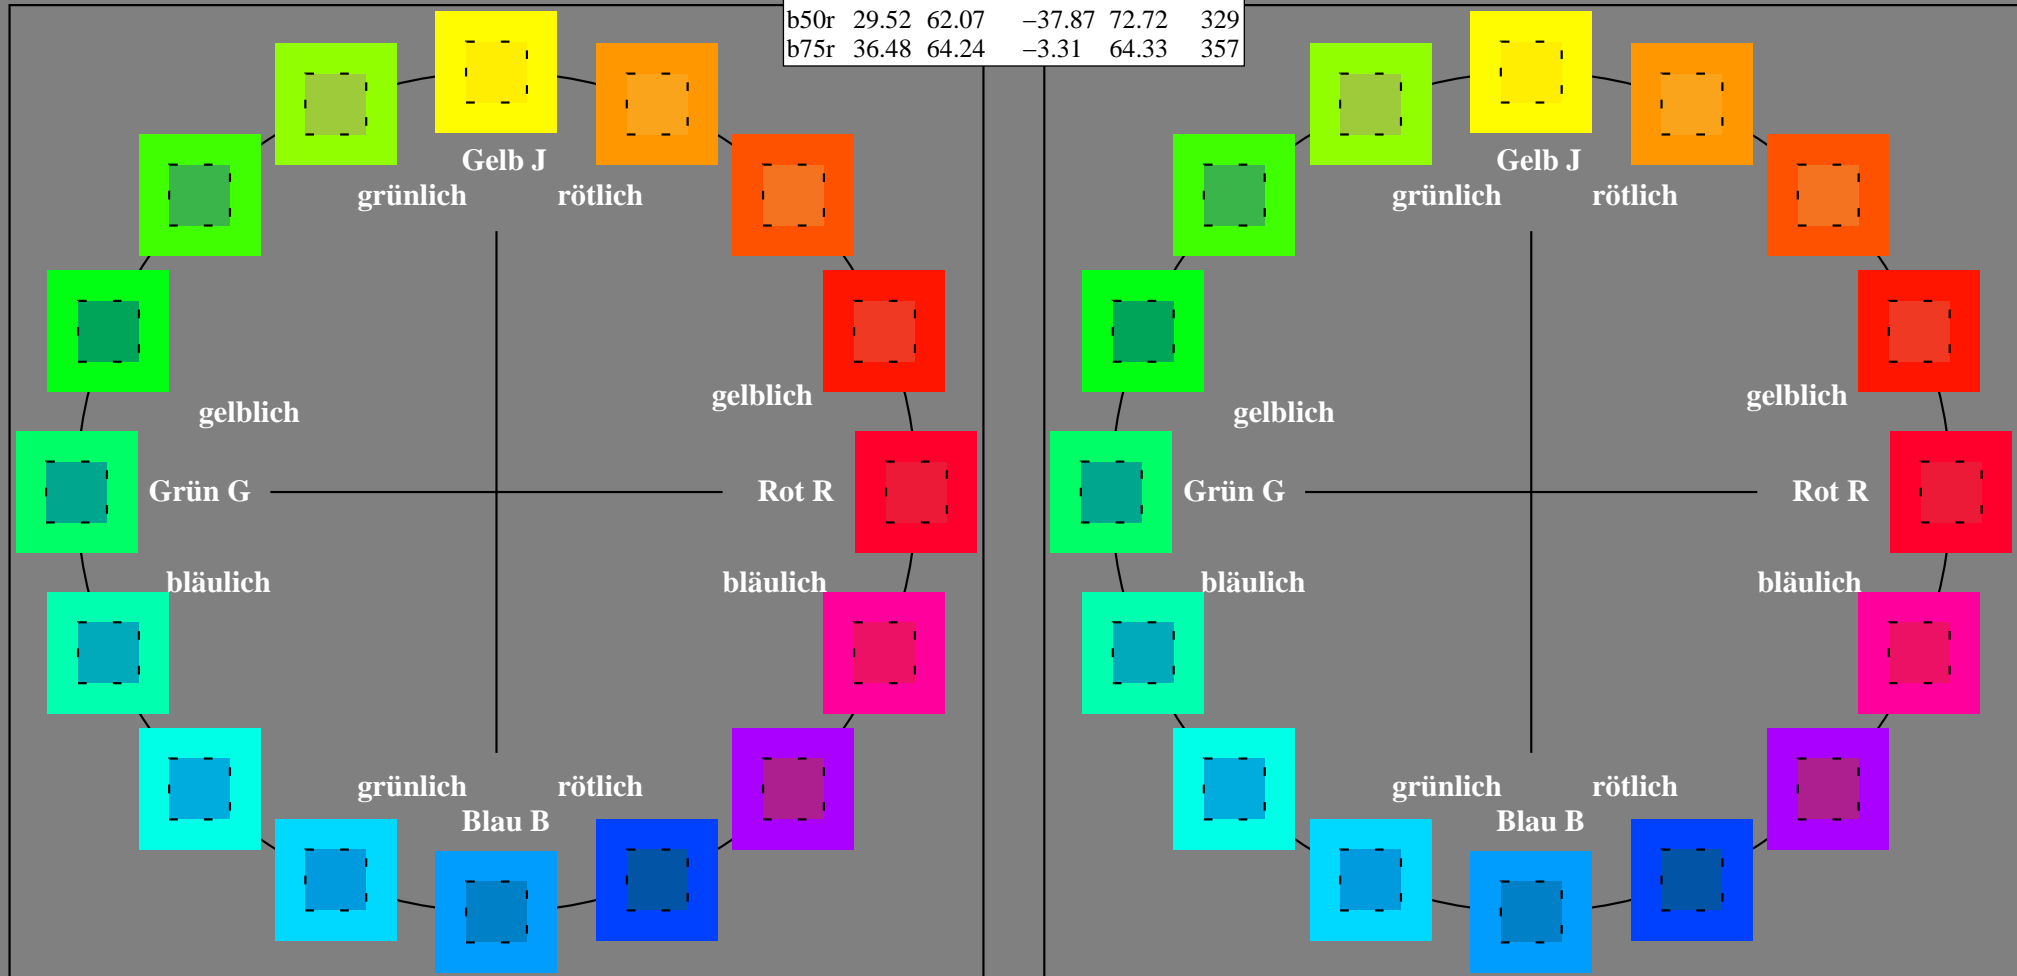 b50r 29.52 62.07 −37.87 72.72 329
b75r 36.48 64.24 −3.31 64.33 357
Gelb J
grünlich rötlich
gelblich
gelblich
Grün G Rot R
bläulich bläulich
grünlich rötlich
Blau B
Gelb J
grünlich rötlich
gelblich
gelblich
Grün G Rot R
bläulich bläulich
grünlich rötlich
Blau B